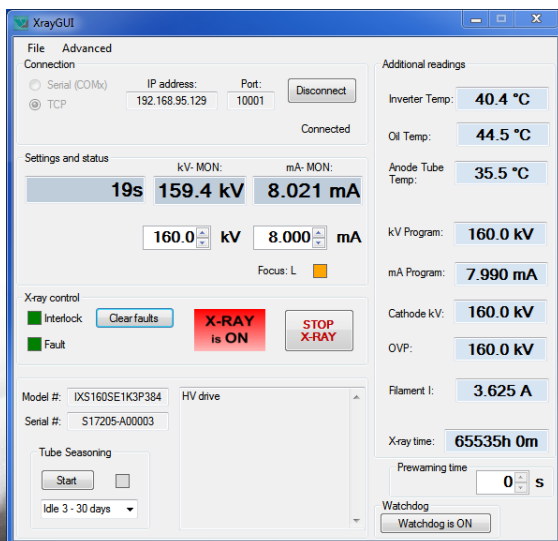 XrayGUI
File Advanced
Connection
Serial (COMx)
TCP
IP address:
192.168.95.129
Port:
10001
Disconnect
Connected
Settings and status
kV- MON:
mA- MON:
19s
159.4 kV
8.021 mA
160.0 kV
8.000 mA
Focus: L
X-ray control
Interlock
Clear faults
Fault
X-RAY
is ON
STOP
X-RAY
Model #: IXS160SE1K3P384
Serial #: S17205-A00003
HV drive
Tube Seasoning
Start
Idle 3 - 30 days
Additional readings
Inverter Temp: 40.4 °C
Oil Temp: 44.5 °C
Anode Tube
Temp:
35.5 °C
kV Program: 160.0 kV
mA Program: 7.990 mA
Cathode kV: 160.0 kV
OVP: 160.0 kV
Filament I: 3.625 A
X-ray time: 65535h 0m
Prewarning time
0 s
Watchdog
Watchdog is ON